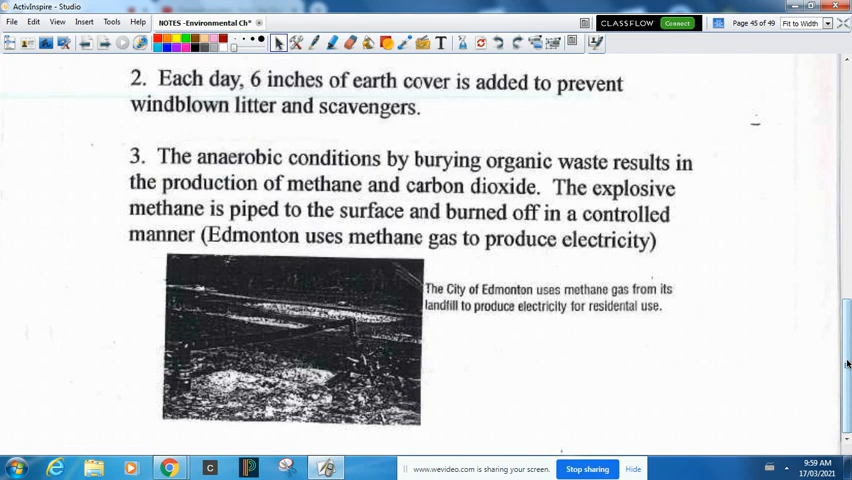 ActivInspire - Studio
File Edit View Insert Tools Help NOTES -Environmental Ch* CLASSFLOW Connect Page 45 of 49 Fit to Width
2. Each day, 6 inches of earth cover is added to prevent
windblown litter and scavengers.
3. The anaerobic conditions by burying organic waste results in
the production of methane and carbon dioxide. The explosive
methane is piped to the surface and burned off in a controlled
manner (Edmonton uses methane gas to produce electricity)
The City of Edmonton uses methane gas from its
landfill to produce electricity for residental use.
www.wevideo.com is sharing your screen. Stop sharing Hide
9:59 AM
17/03/2021